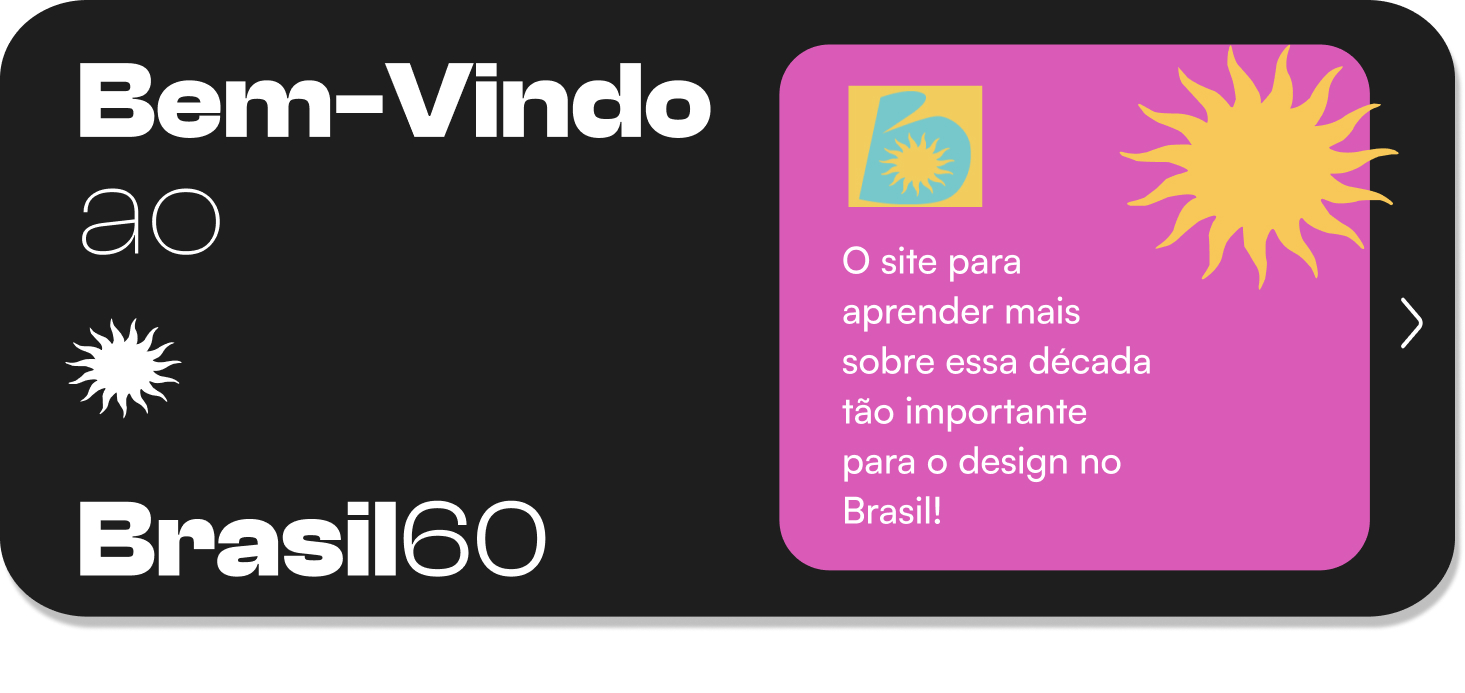 Bem-Vindo
ao
Brasil60
b
O site para
aprender mais
sobre essa década
tão importante
para o design no
Brasil!